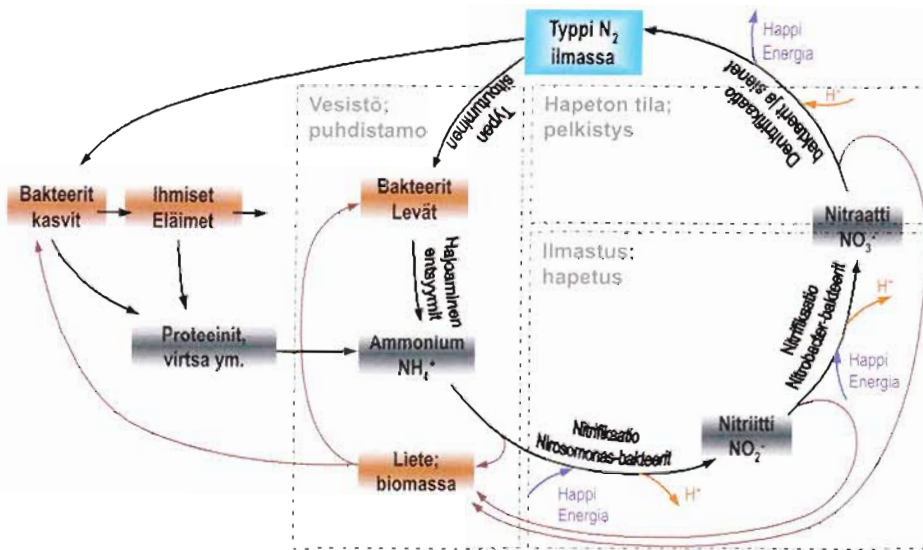 Typpi N₂
ilmassa
Happi
Energia
H⁺
Denitrifikaatio
bakteerit ja sienet
Vesistö;
puhdistamo
Typen
sitoutuminen
Hapeton tila;
pelkistys
Bakteerit
kasvit
Ihmiset
Eläimet
Bakteerit
Levät
Nitraatti
NO₃⁻
Hajoaminen
entsyymit
Ilmastus;
hapetus
Nitrifikaatio
Nitrobacter-bakteerit
H⁺
Proteeinit,
virtsa ym.
Ammonium
NH₄⁺
Happi
Energia
Nitrifikaatio
Nirosomonas-bakteerit
Nitriitti
NO₂⁻
Liete;
biomassa
Happi
Energia
H⁺